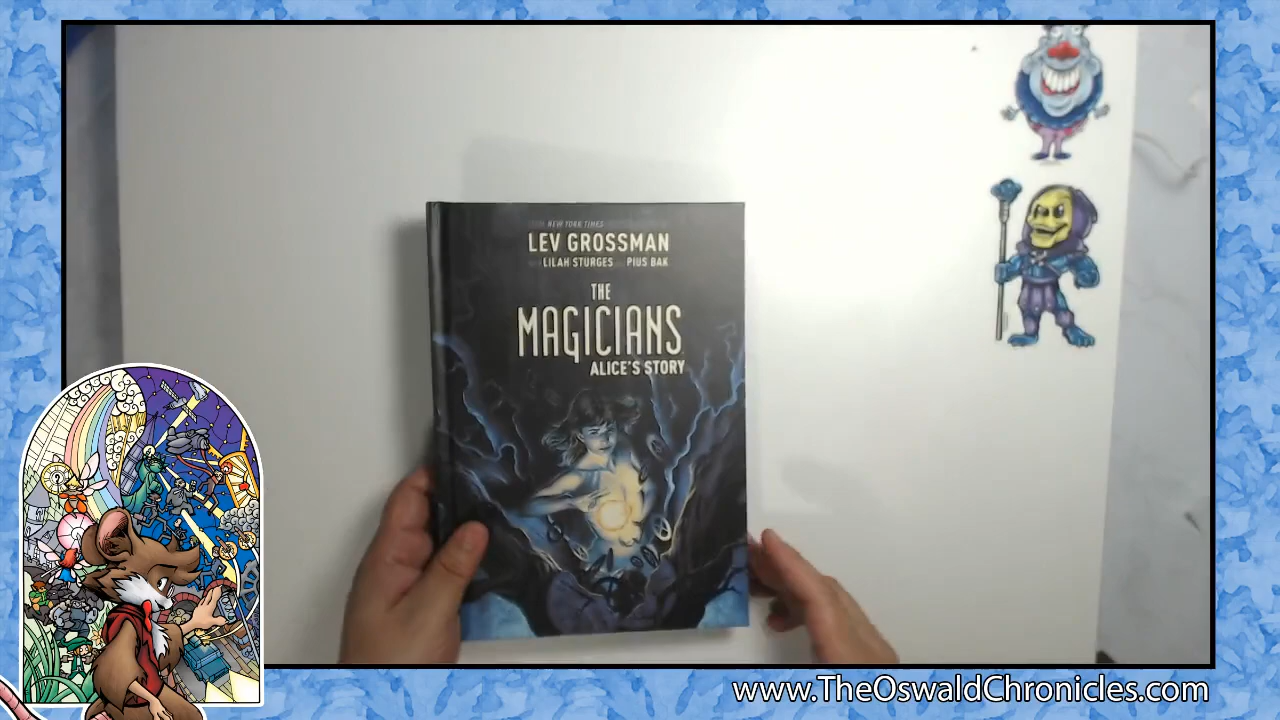 NEW YORK TIMES
LEV GROSSMAN
LILAH STURGES PIUS BAK
THE
MAGICIANS
ALICE'S STORY
www.TheOswaldChronicles.com